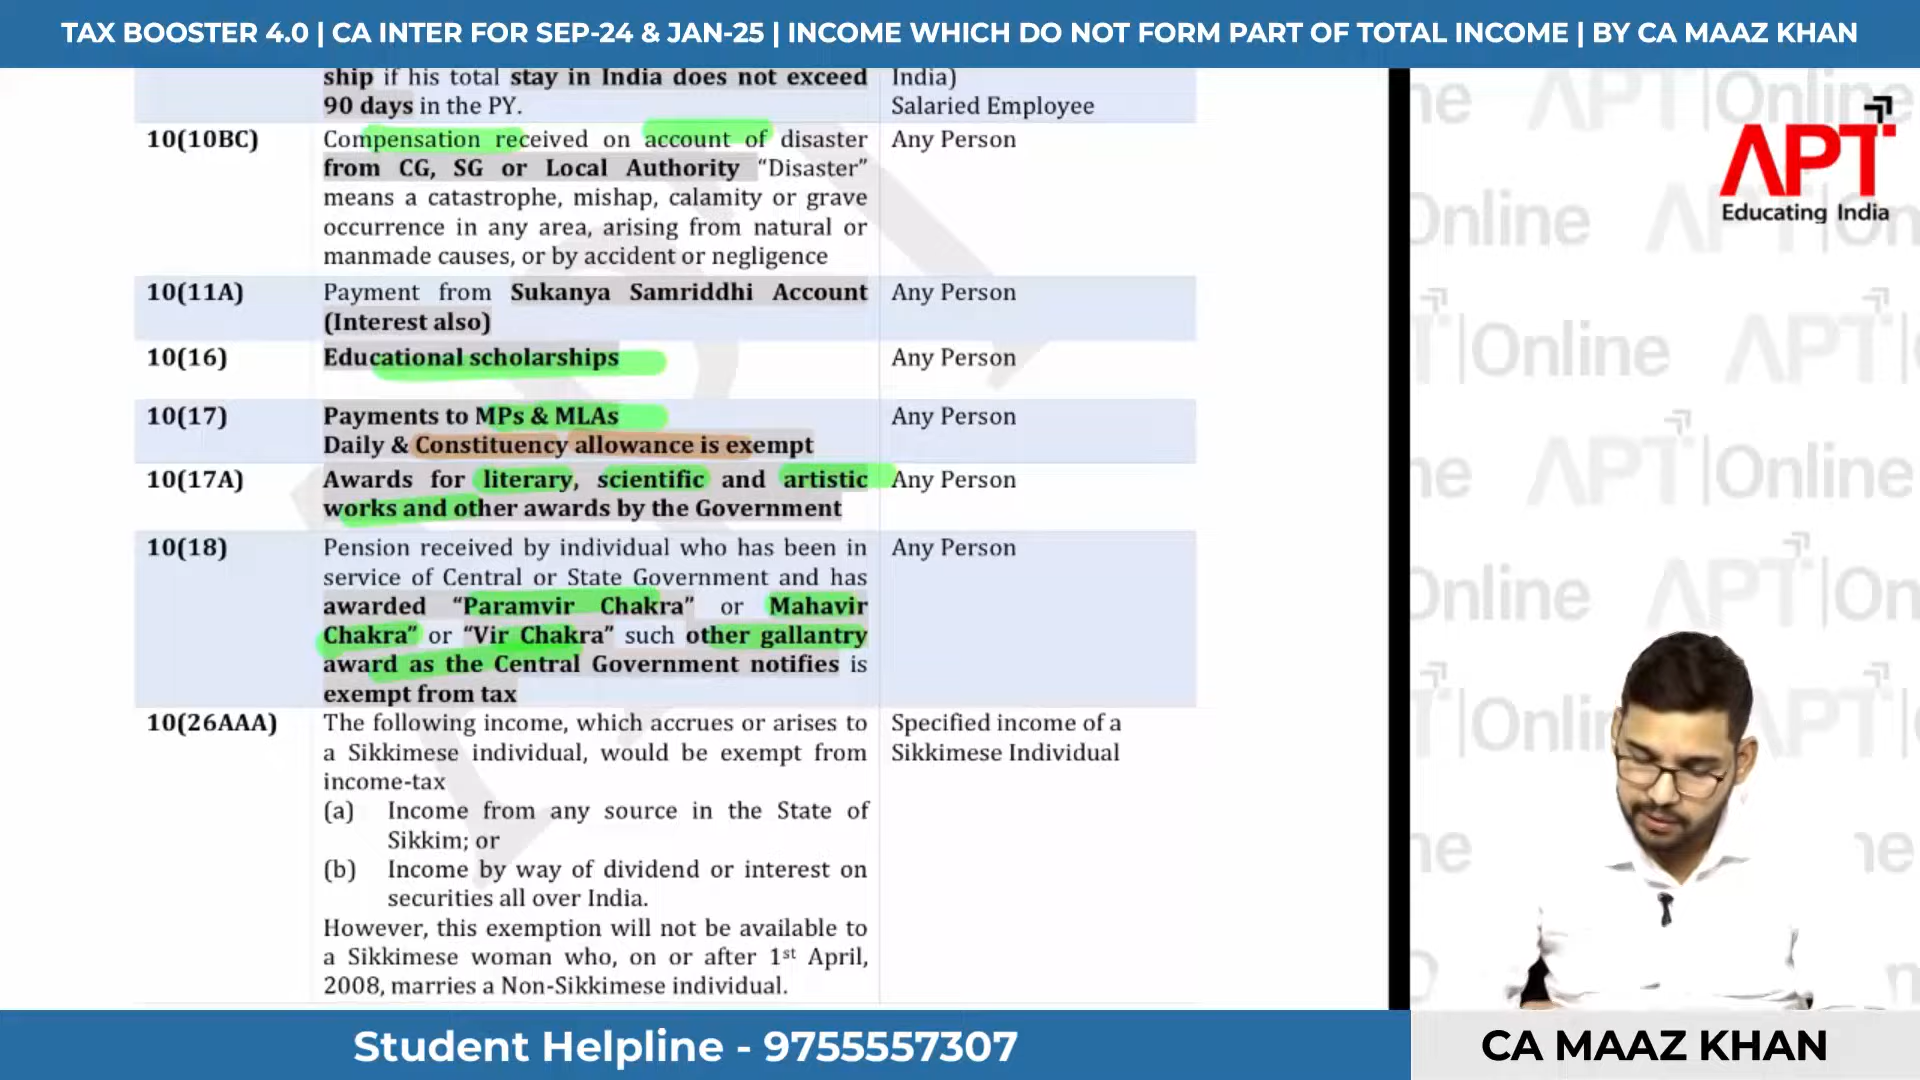 TAX BOOSTER 4.0 | CA INTER FOR SEP-24 & JAN-25 | INCOME WHICH DO NOT FORM PART OF TOTAL INCOME | BY CA MAAZ KHAN
ship if his total stay in India does not exceed
90 days in the PY.
India)
Salaried Employee
10(10BC)
Compensation received on account of disaster
from CG, SG or Local Authority “Disaster”
means a catastrophe, mishap, calamity or grave
occurrence in any area, arising from natural or
manmade causes, or by accident or negligence
Any Person
10(11A)
Payment from Sukanya Samriddhi Account
(Interest also)
Any Person
10(16)
Educational scholarships
Any Person
10(17)
Payments to MPs & MLAs
Daily & Constituency allowance is exempt
Any Person
10(17A)
Awards for literary, scientific and artistic
works and other awards by the Government
Any Person
10(18)
Pension received by individual who has been in
service of Central or State Government and has
awarded “Paramvir Chakra” or Mahavir
Chakra” or “Vir Chakra” such other gallantry
award as the Central Government notifies is
exempt from tax
Any Person
10(26AAA)
The following income, which accrues or arises to
a Sikkimese individual, would be exempt from
income-tax
(a) Income from any source in the State of
Sikkim; or
(b) Income by way of dividend or interest on
securities all over India.
However, this exemption will not be available to
a Sikkimese woman who, on or after 1st April,
2008, marries a Non-Sikkimese individual.
Specified income of a
Sikkimese Individual
APT
Educating India
APT | Online
Student Helpline - 9755557307
CA MAAZ KHAN